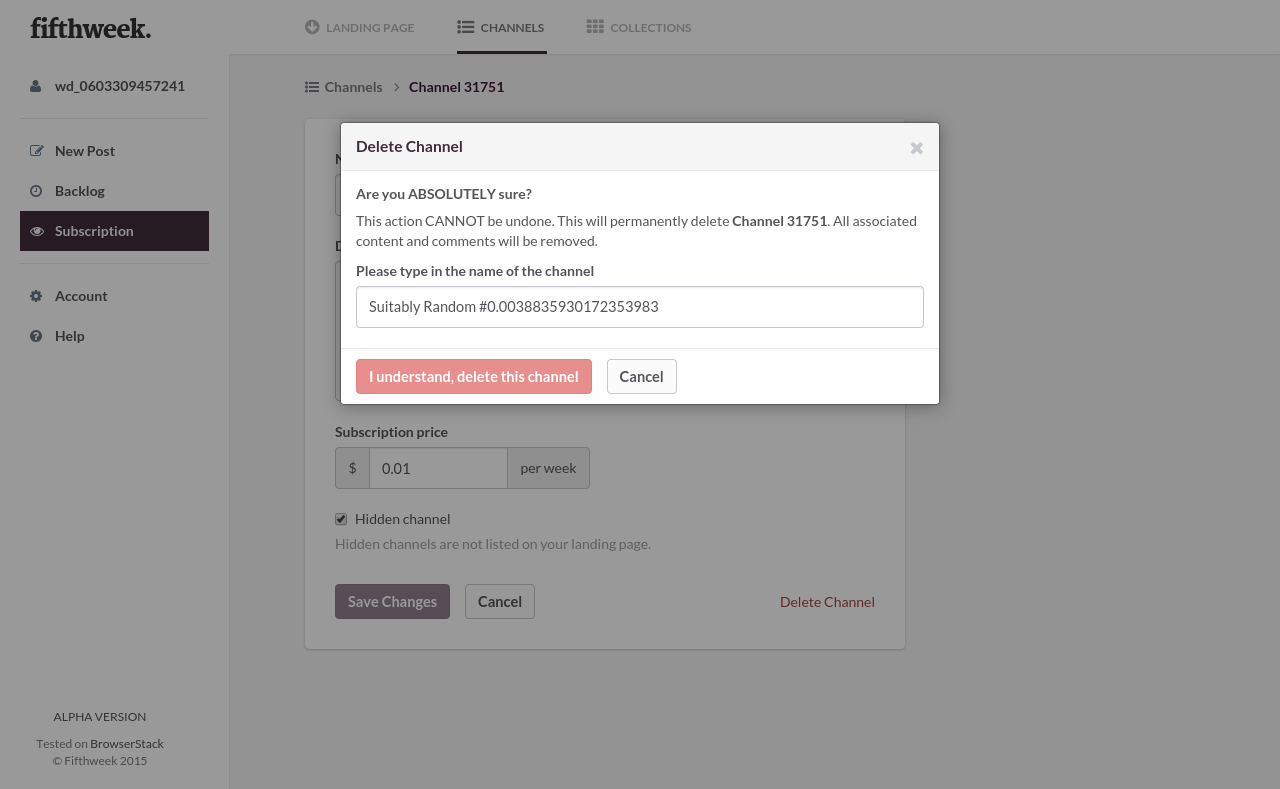 fifthweek.
LANDING PAGE
CHANNELS
COLLECTIONS
wd_0603309457241
Channels
Channel 31751
New Post
Backlog
Subscription
Account
Help
Delete Channel
Are you ABSOLUTELY sure?
This action CANNOT be undone. This will permanently delete Channel 31751. All associated
content and comments will be removed.
Please type in the name of the channel
Suitably Random #0.0038835930172353983
I understand, delete this channel
Cancel
Subscription price
$
0.01
per week
Hidden channel
Hidden channels are not listed on your landing page.
Save Changes
Cancel
Delete Channel
ALPHA VERSION
Tested on BrowserStack
© Fifthweek 2015